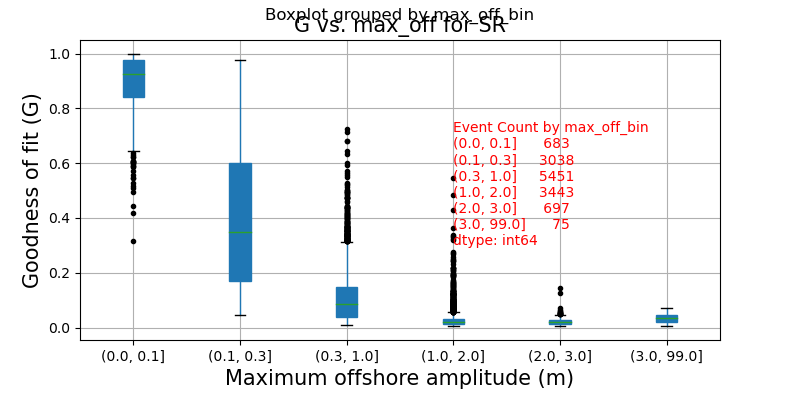 Boxplot grouped by max_off_bin
G vs. max_off for SR
Goodness of fit (G)
1.0
0.8
0.6
0.4
0.2
0.0
Event Count by max_off_bin
(0.0, 0.1] 683
(0.1, 0.3] 3038
(0.3, 1.0] 5451
(1.0, 2.0] 3443
(2.0, 3.0] 697
(3.0, 99.0] 75
dtype: int64
(0.0, 0.1] (0.1, 0.3] (0.3, 1.0] (1.0, 2.0] (2.0, 3.0] (3.0, 99.0]
Maximum offshore amplitude (m)